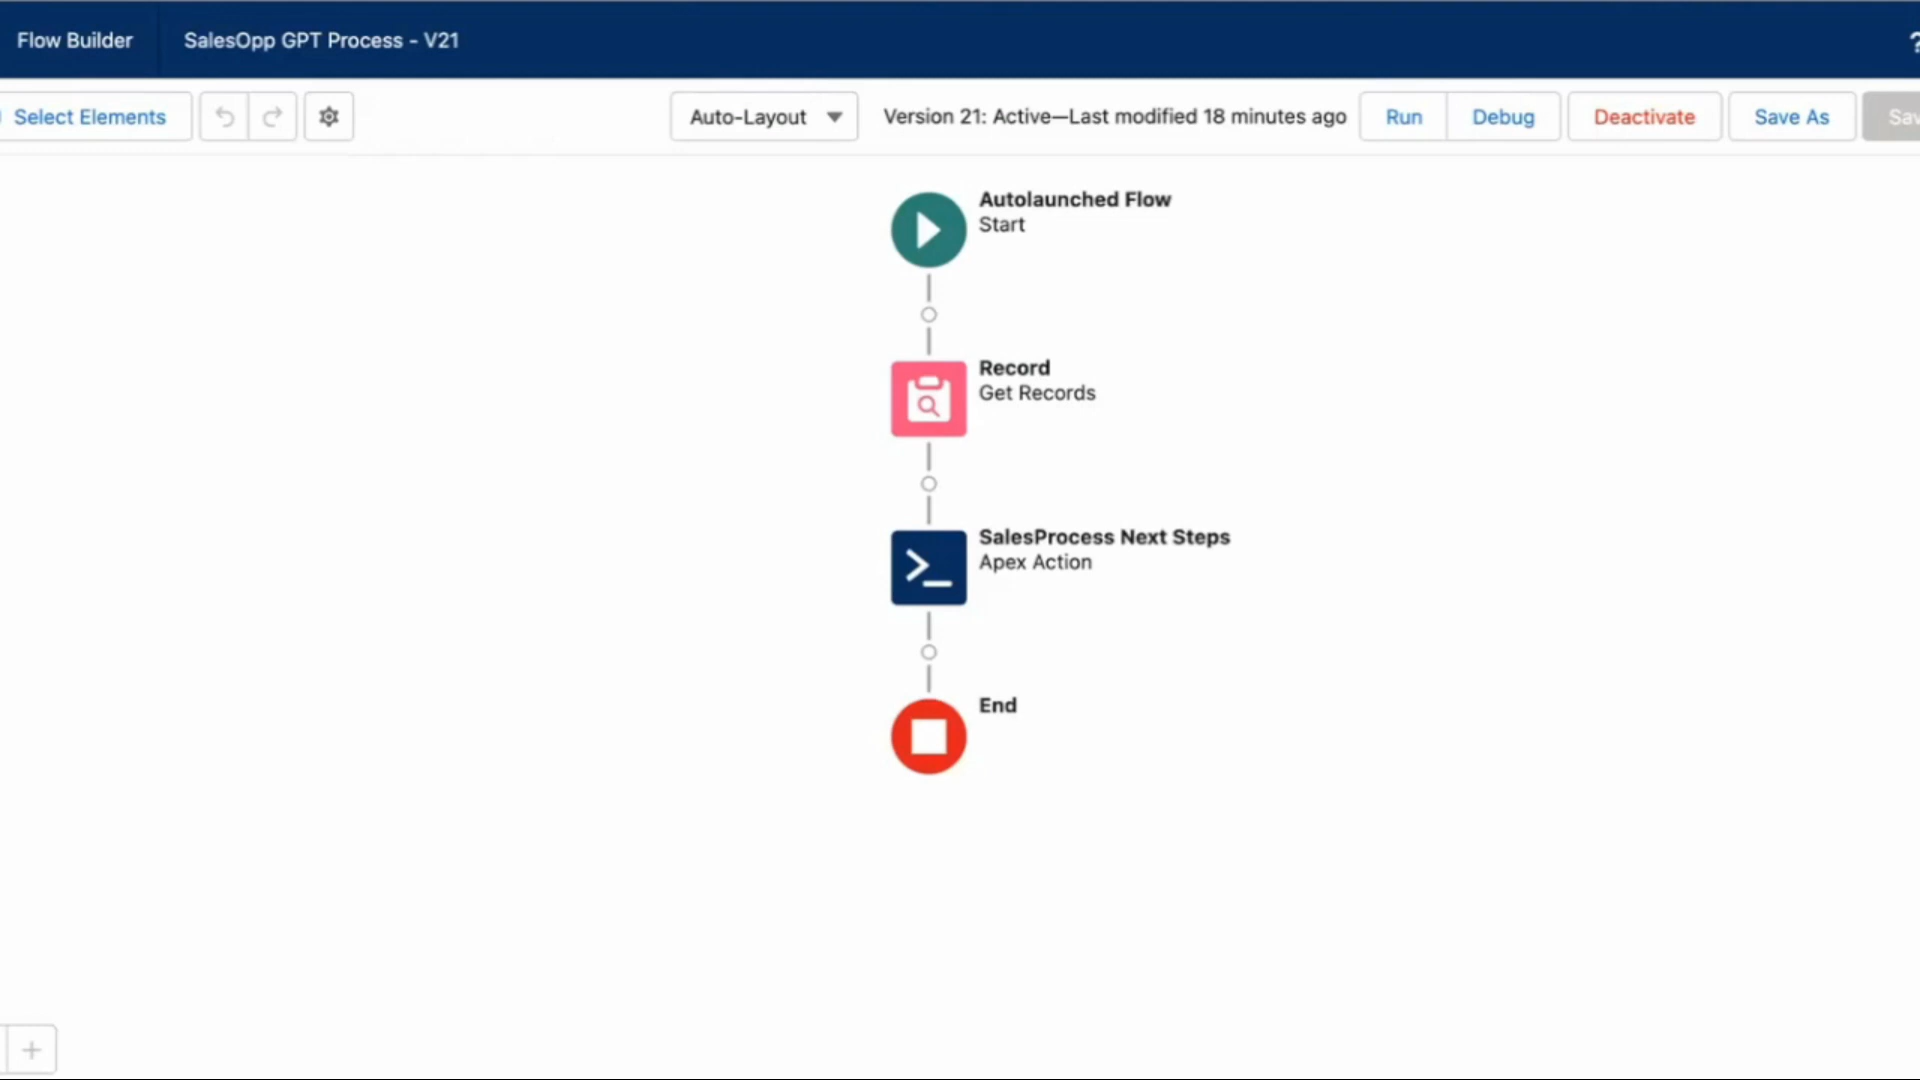 Flow Builder
SalesOpp GPT Process - V21
?
Select Elements
Auto-Layout
Version 21: Active—Last modified 18 minutes ago
Run
Debug
Deactivate
Save As
Autolaunched Flow
Start
Record
Get Records
SalesProcess Next Steps
Apex Action
End